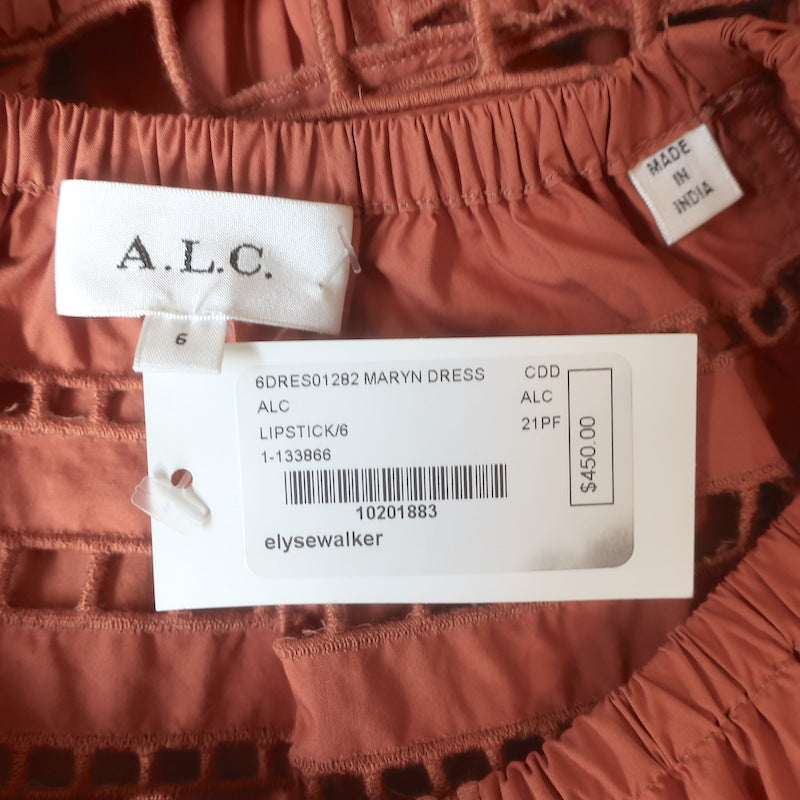 MADE
IN
INDIA
A.L.C.
6
6DRES01282 MARYN DRESS CDD
ALC ALC
LIPSTICK/6 21PF
1-133866
$450.00
10201883
elysewalker